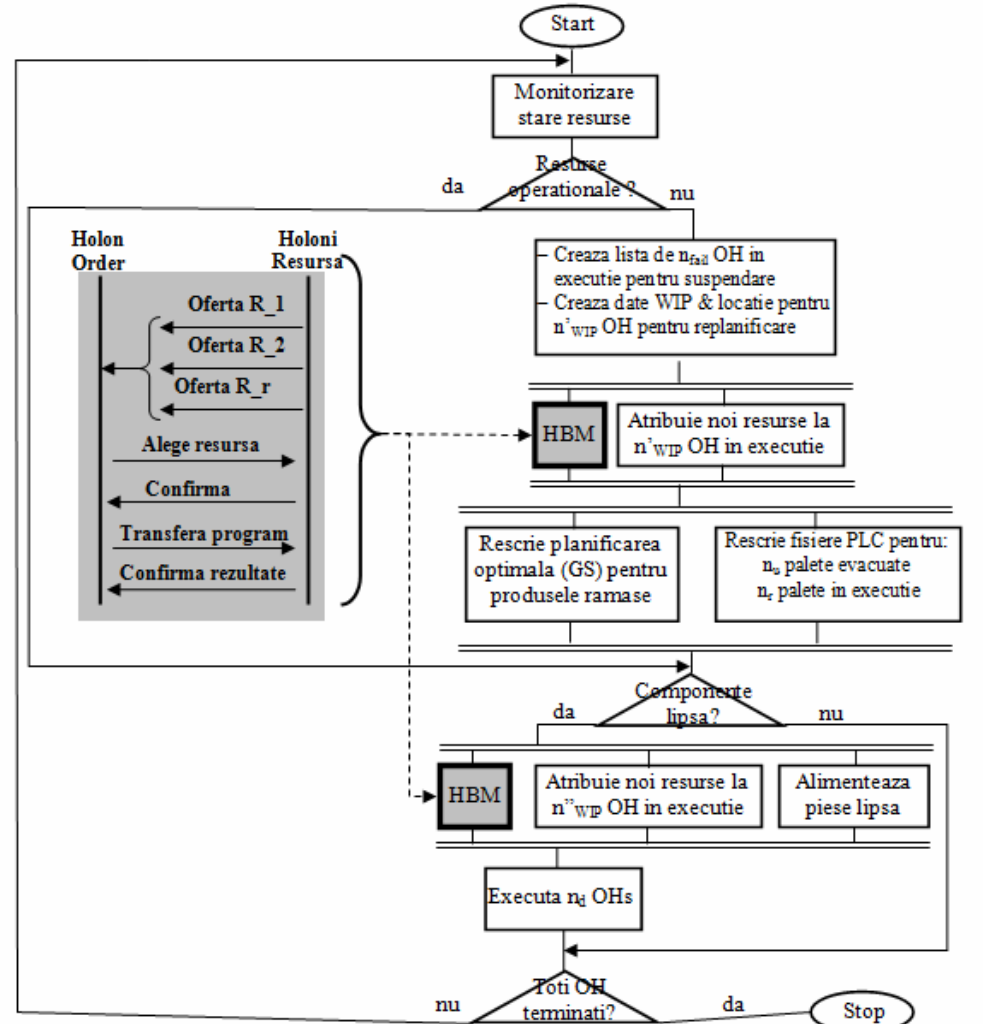 Start
Monitorizare
stare resurse
Resurse
operationale ?
da
nu
Holon
Order
Holoni
Resursa
Oferta R_1
Oferta R_2
Oferta R_r
Alege resursa
Confirma
Transfera program
Confirma rezultate
– Creaza lista de nfail OH in
executie pentru suspendare
– Creaza date WIP & locatie pentru
n’WIP OH pentru replanificare
HBM
Atribuie noi resurse la
n’WIP OH in executie
Rescrie planificarea
optimala (GS) pentru
produsele ramase
Rescrie fisiere PLC pentru:
palete evacuate
nr palete in executie
Componente
lipsa?
da
nu
HBM
Atribuie noi resurse la
n”WIP OH in executie
Alimenteaza
piese lipsa
Executa nd OHs
Toti OH
terminati?
nu
da
Stop